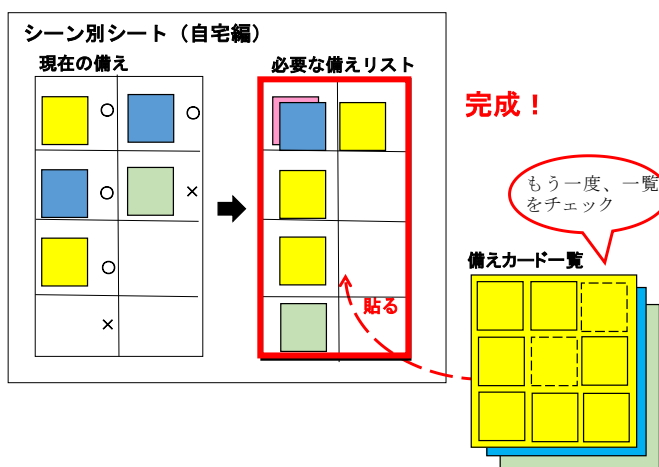 シーン別シート（自宅編）
現在の備え
必要な備えリスト
○
○
○
×
○
×
完成！
もう一度、一覧
をチェック
備えカード一覧
貼る